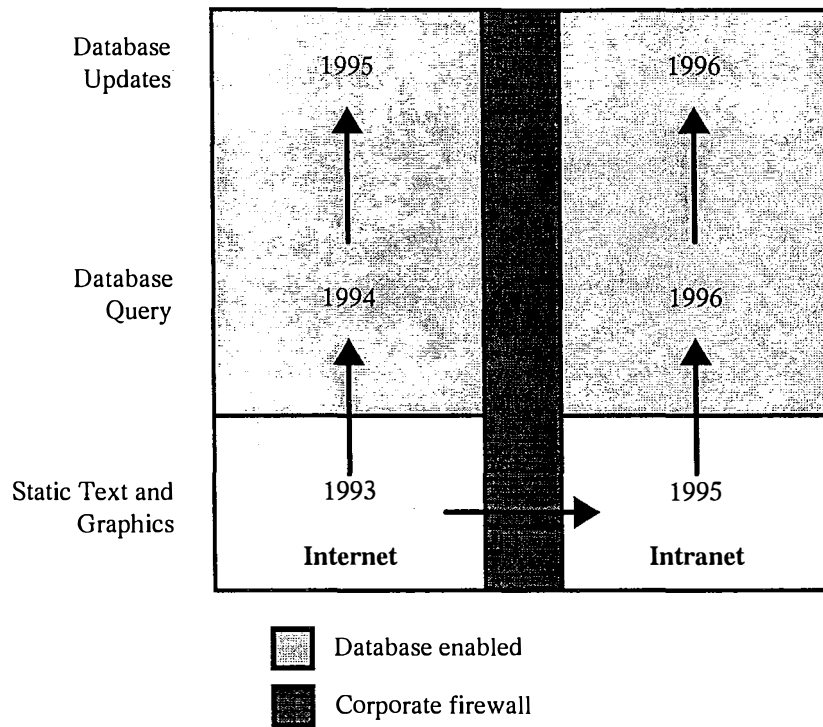 Database
Updates
1995
1996
Database
Query
1994
1996
Static Text and
Graphics
1993
1995
Internet
Intranet
Database enabled
Corporate firewall